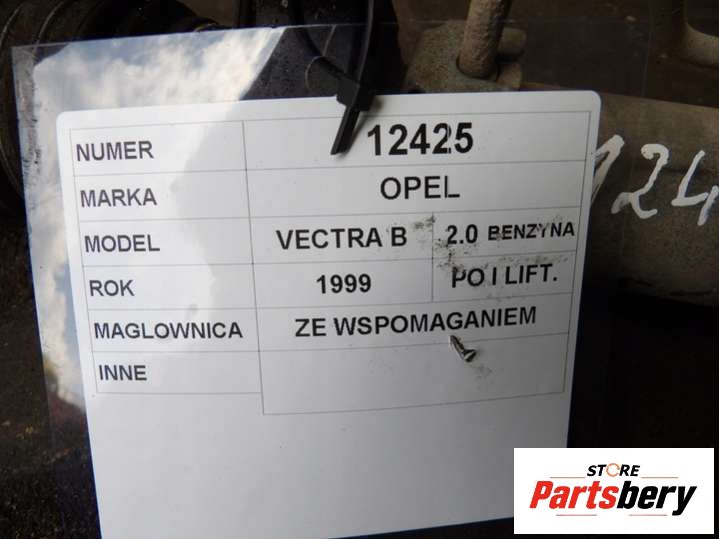 NUMER 12425
MARKA OPEL
MODEL VECTRA B 2.0 BENZYNA
ROK 1999 PO I LIFT.
MAGLOWNICA ZE WSPOMAGANIEM
INNE
124
STORE
Partsbery